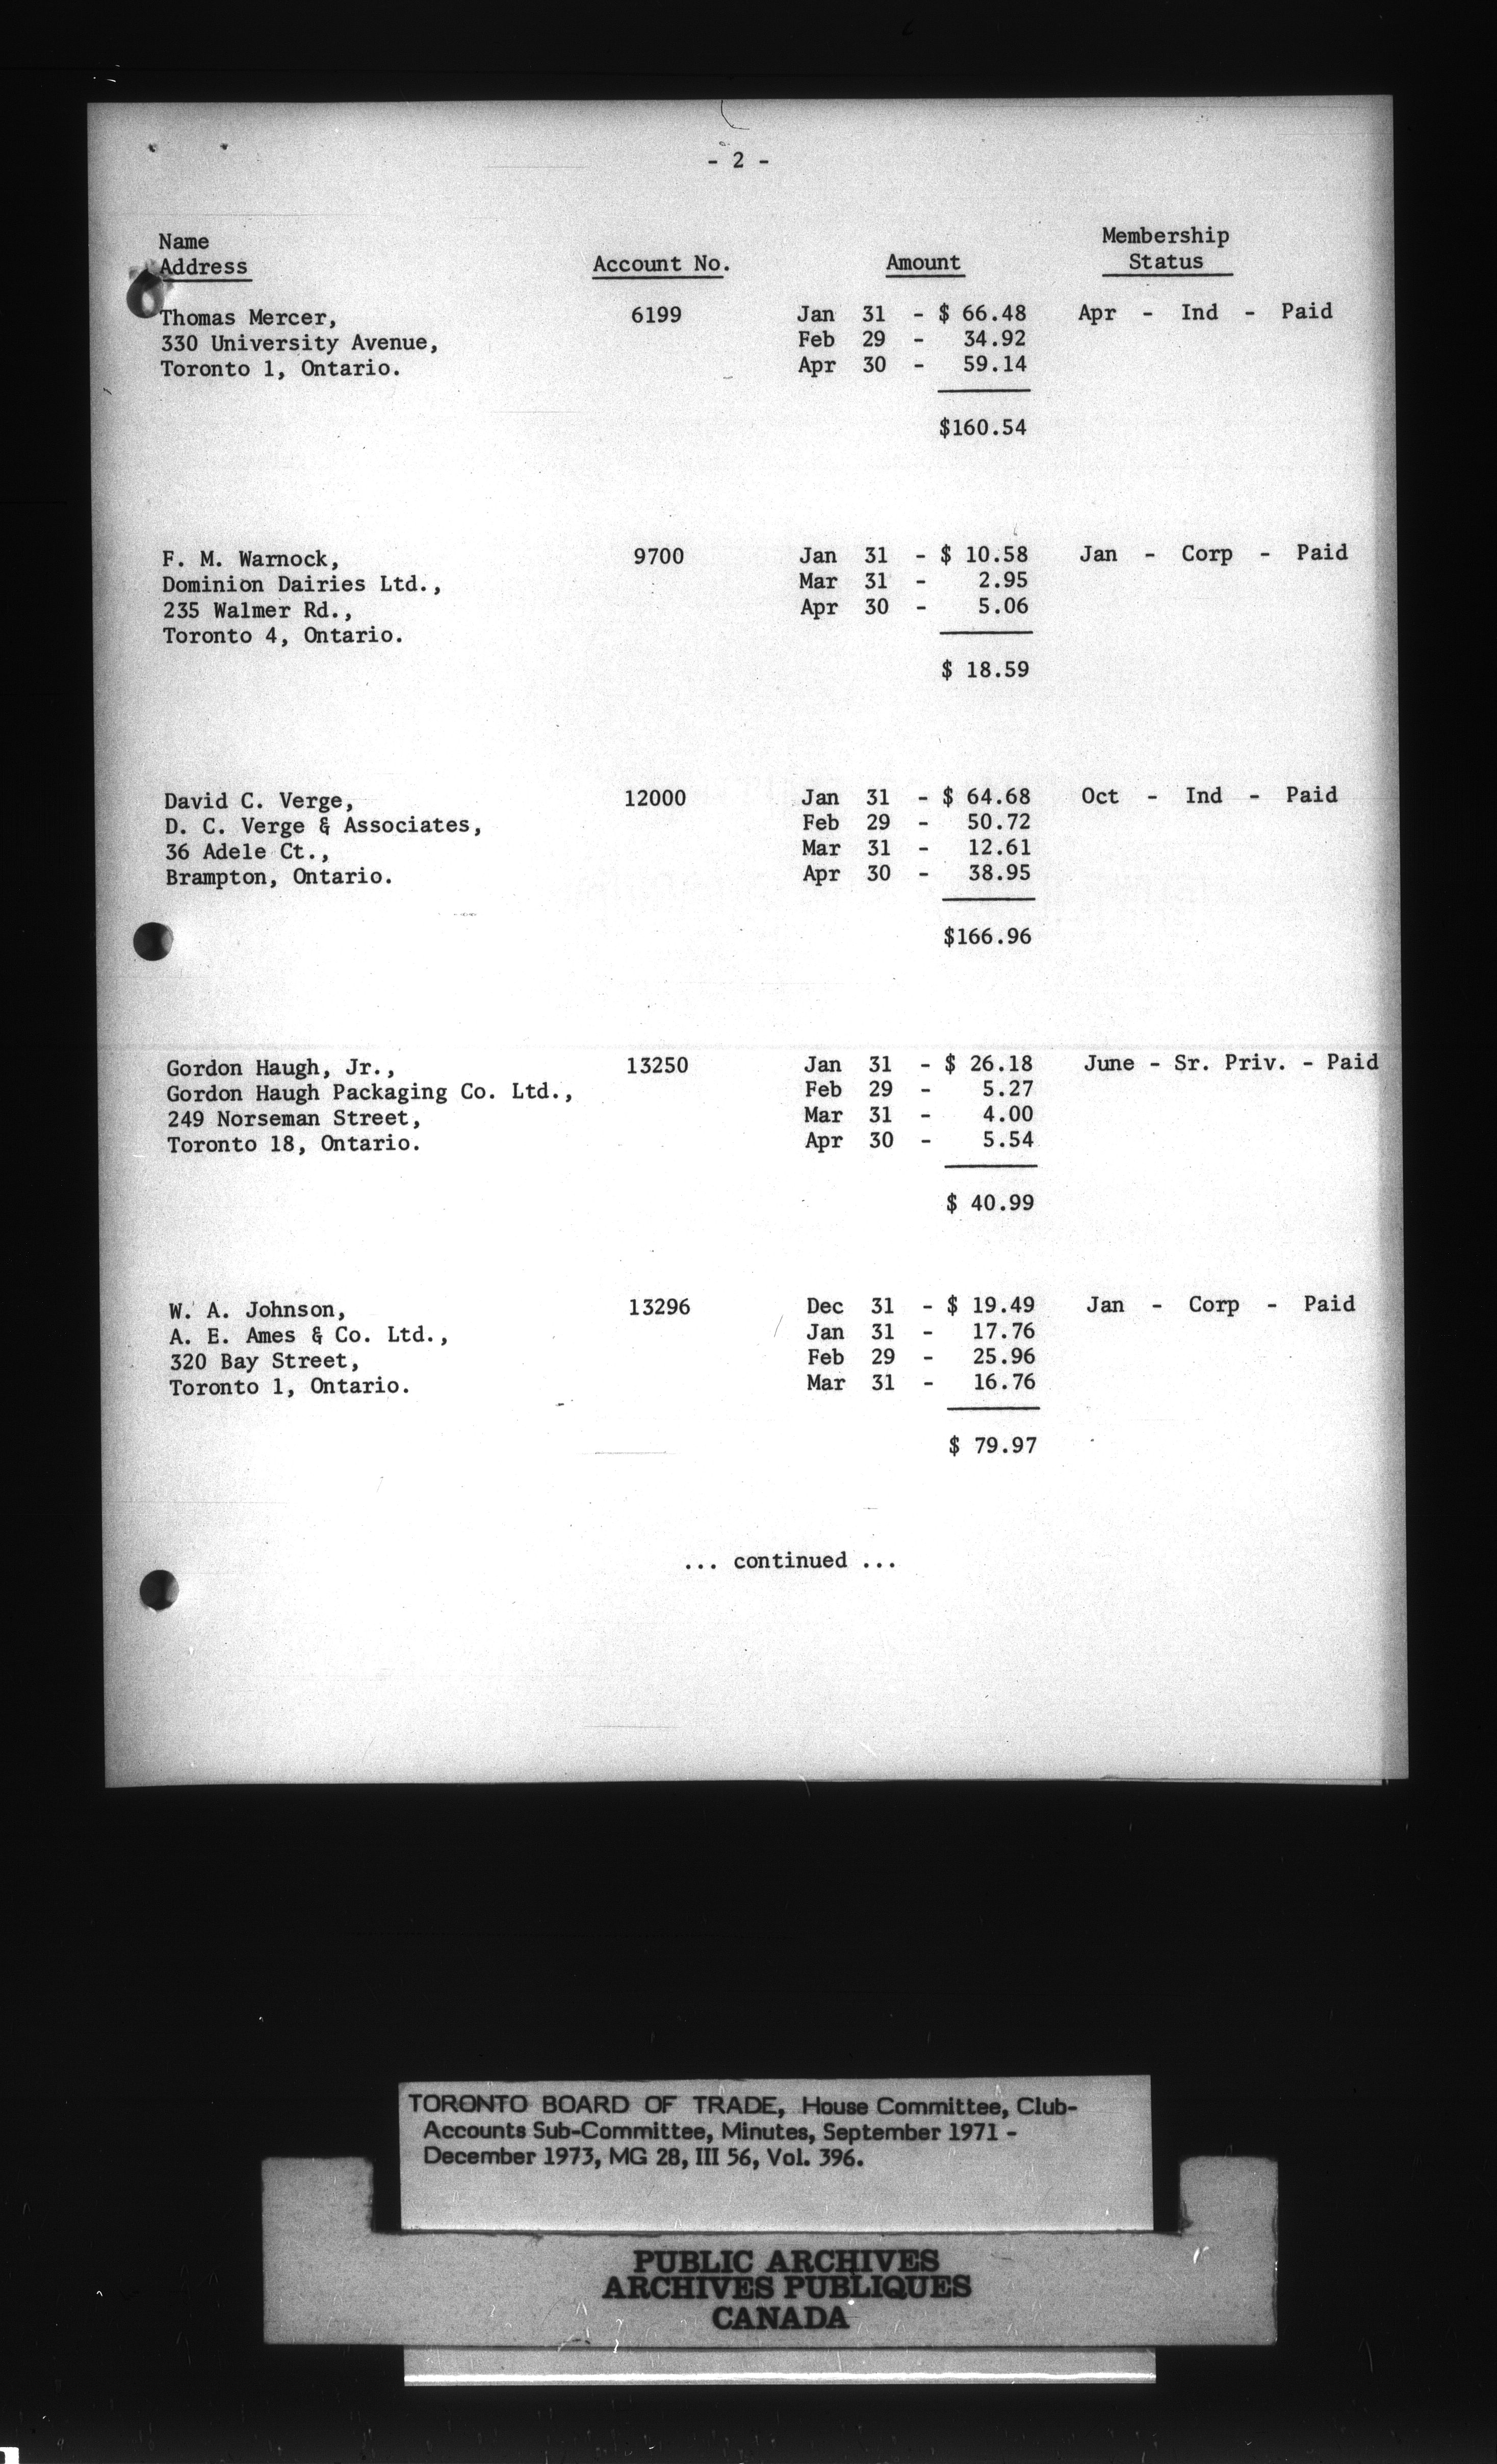 - 2 -
Name Membership
Address Account No. Amount Status
Thomas Mercer, 6199 Jan 31 - $ 66.48 Apr - Ind - Paid
330 University Avenue, Feb 29 - 34.92
Toronto 1, Ontario. Apr 30 - 59.14
$160.54
F. M. Warnock, 9700 Jan 31 - $ 10.58 Jan - Corp - Paid
Dominion Dairies Ltd., Mar 31 - 2.95
235 Walmer Rd., Apr 30 - 5.06
Toronto 4, Ontario.
$ 18.59
David C. Verge, 12000 Jan 31 - $ 64.68 Oct - Ind - Paid
D. C. Verge & Associates, Feb 29 - 50.72
36 Adele Ct., Mar 31 - 12.61
Brampton, Ontario. Apr 30 - 38.95
$166.96
Gordon Haugh, Jr., 13250 Jan 31 - $ 26.18 June - Sr. Priv. - Paid
Gordon Haugh Packaging Co. Ltd., Feb 29 - 5.27
249 Norseman Street, Mar 31 - 4.00
Toronto 18, Ontario. Apr 30 - 5.54
$ 40.99
W. A. Johnson, 13296 Dec 31 - $ 19.49 Jan - Corp - Paid
A. E. Ames & Co. Ltd., Jan 31 - 17.76
320 Bay Street, Feb 29 - 25.96
Toronto 1, Ontario. Mar 31 - 16.76
$ 79.97
... continued ...
TORONTO BOARD OF TRADE, House Committee, Club-
Accounts Sub-Committee, Minutes, September 1971 -
December 1973, MG 28, III 56, Vol. 396.
PUBLIC ARCHIVES
ARCHIVES PUBLIQUES
CANADA